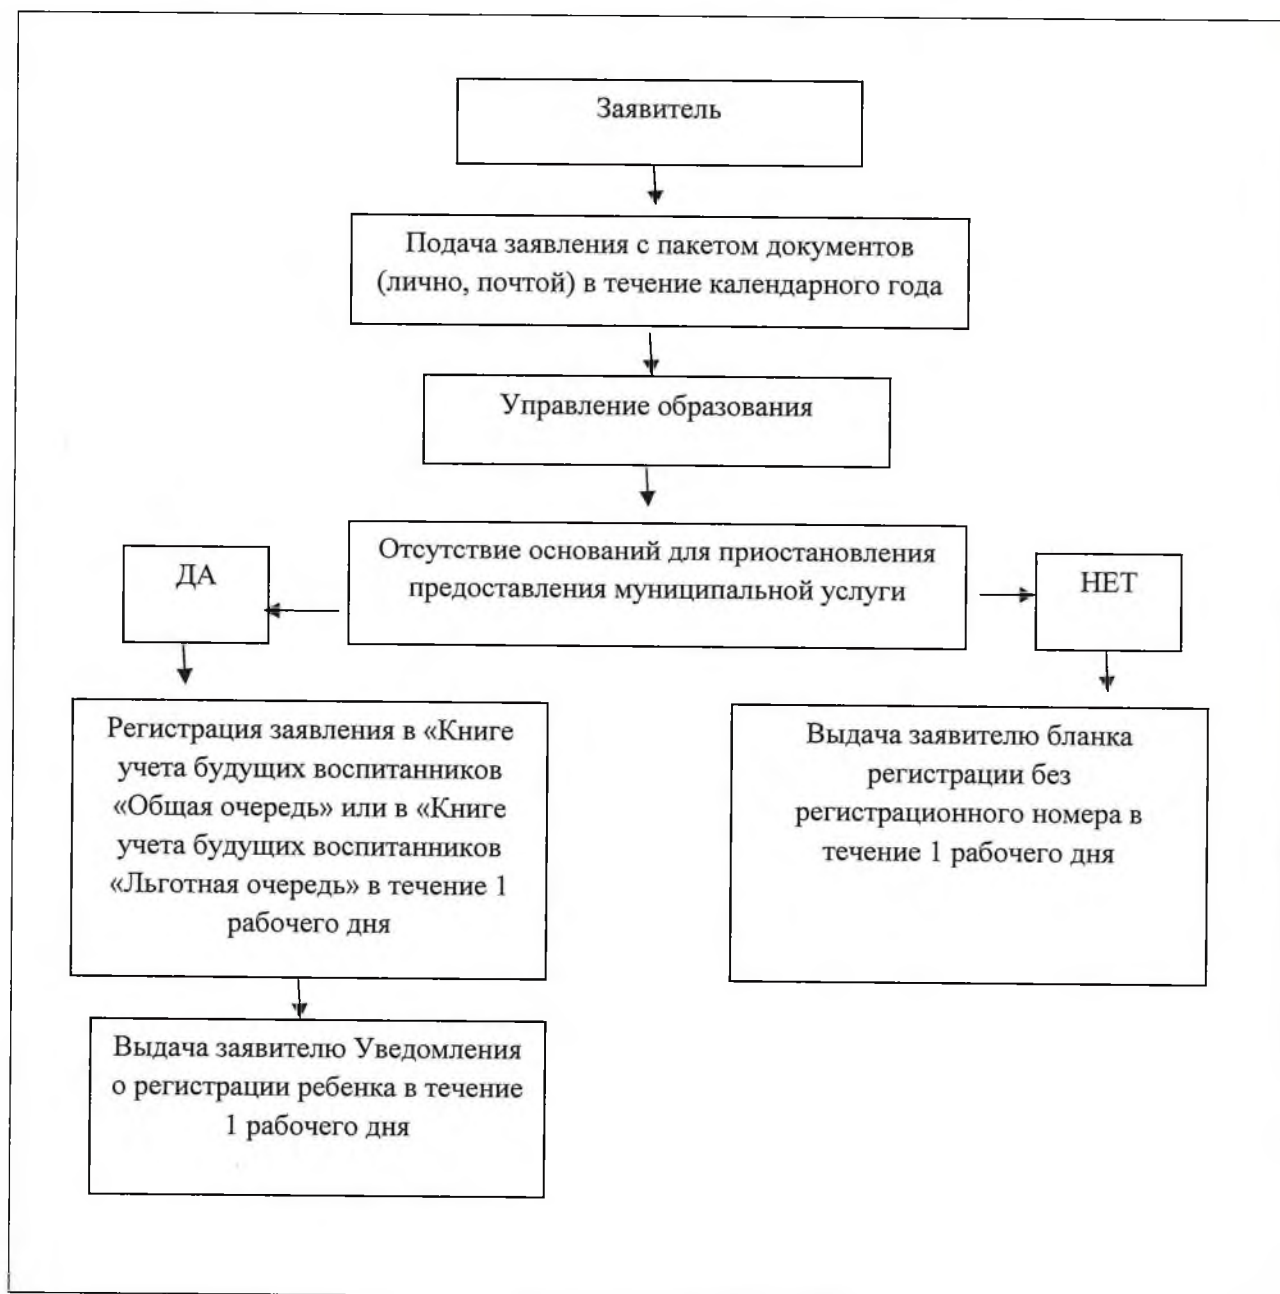 Заявитель
Подача заявления с пакетом документов
(лично, почтой) в течение календарного года
Управление образования
Отсутствие оснований для приостановления
предоставления муниципальной услуги
ДА
НЕТ
Регистрация заявления в «Книге
учета будущих воспитанников
«Общая очередь» или в «Книге
учета будущих воспитанников
«Льготная очередь» в течение 1
рабочего дня
Выдача заявителю бланка
регистрации без
регистрационного номера в
течение 1 рабочего дня
Выдача заявителю Уведомления
о регистрации ребенка в течение
1 рабочего дня